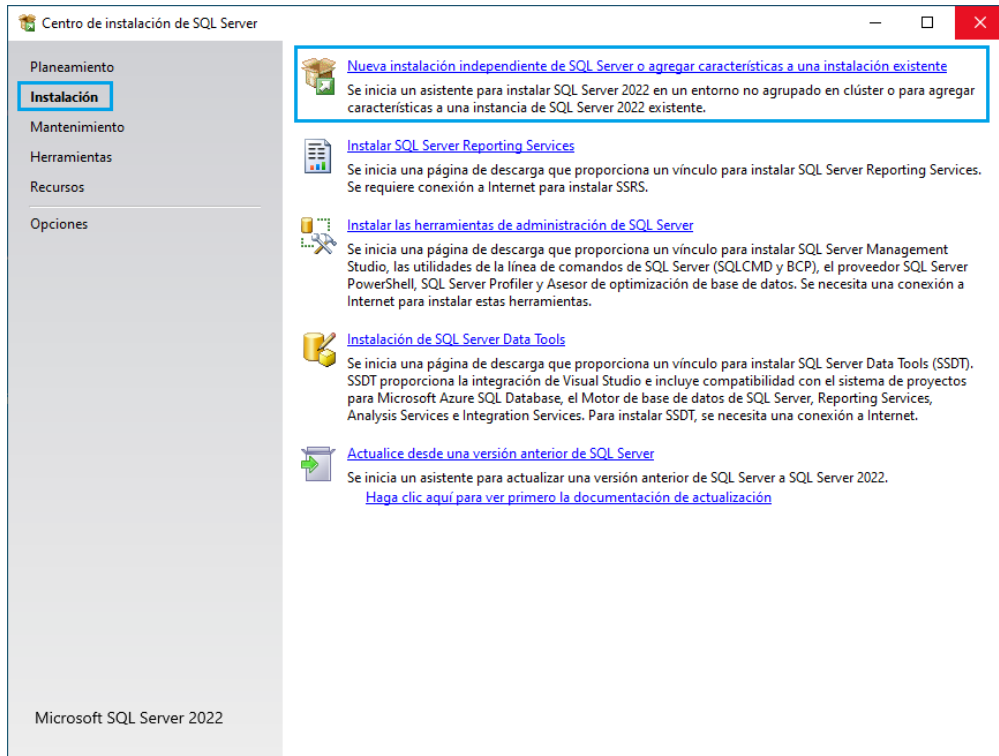 Centro de instalación de SQL Server
Planeamiento
Instalación
Mantenimiento
Herramientas
Recursos
Opciones
Nueva instalación independiente de SQL Server o agregar características a una instalación existente
Se inicia un asistente para instalar SQL Server 2022 en un entorno no agrupado en clúster o para agregar
características a una instancia de SQL Server 2022 existente.
Instalar SQL Server Reporting Services
Se inicia una página de descarga que proporciona un vínculo para instalar SQL Server Reporting Services.
Se requiere conexión a Internet para instalar SSRS.
Instalar las herramientas de administración de SQL Server
Se inicia una página de descarga que proporciona un vínculo para instalar SQL Server Management
Studio, las utilidades de la línea de comandos de SQL Server (SQLCMD y BCP), el proveedor SQL Server
PowerShell, SQL Server Profiler y Asesor de optimización de base de datos. Se necesita una conexión a
Internet para instalar estas herramientas.
Instalación de SQL Server Data Tools
Se inicia una página de descarga que proporciona un vínculo para instalar SQL Server Data Tools (SSDT).
SSDT proporciona la integración de Visual Studio e incluye compatibilidad con el sistema de proyectos
para Microsoft Azure SQL Database, el Motor de base de datos de SQL Server, Reporting Services,
Analysis Services e Integration Services. Para instalar SSDT, se necesita una conexión a Internet.
Actualice desde una versión anterior de SQL Server
Se inicia un asistente para actualizar una versión anterior de SQL Server a SQL Server 2022.
Haga clic aquí para ver primero la documentación de actualización
Microsoft SQL Server 2022